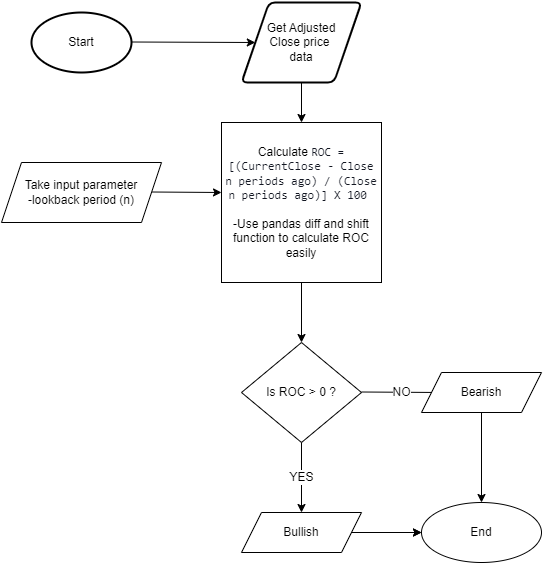 Start
Get Adjusted
Close price
data
Calculate ROC =
[(CurrentClose - Close
n periods ago) / (Close
n periods ago)] X 100
-Use pandas diff and shift
function to calculate ROC
easily
Take input parameter
-lookback period (n)
Is ROC > 0 ?
NO
Bearish
YES
Bullish
End